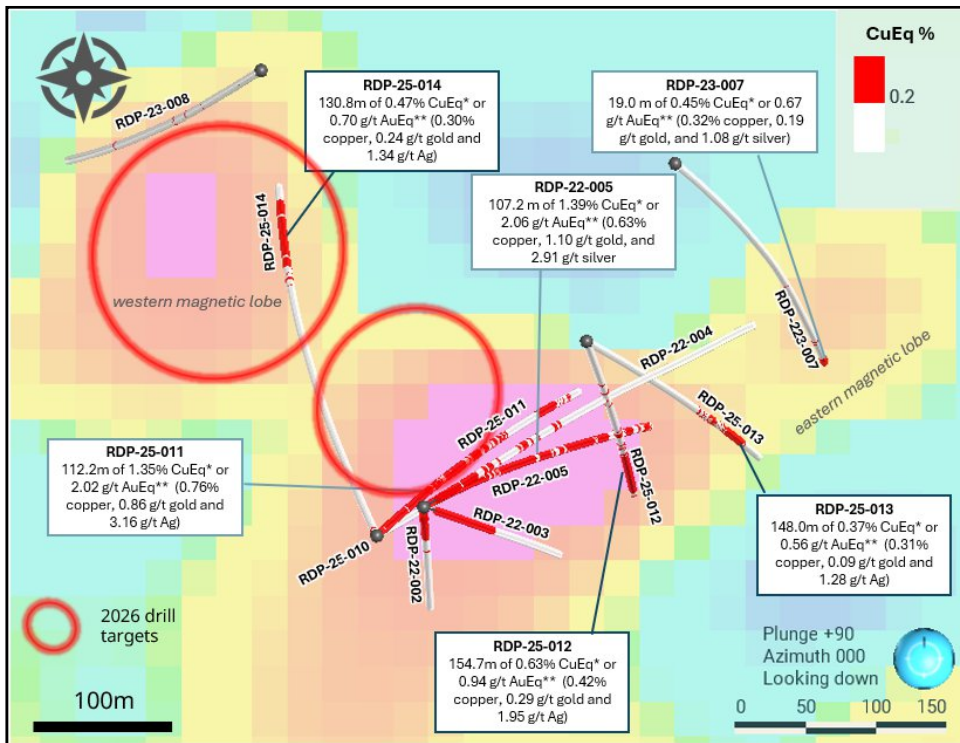 CuEq %
0.2
RDP-23-008
RDP-25-014
130.8m of 0.47% CuEq* or
0.70 g/t AuEq** (0.30%
copper, 0.24 g/t gold and
1.34 g/t Ag)
RDP-23-007
19.0 m of 0.45% CuEq* or 0.67
g/t AuEq** (0.32% copper, 0.19
g/t gold, and 1.08 g/t silver)
RDP-22-005
107.2 m of 1.39% CuEq* or
2.06 g/t AuEq** (0.63%
copper, 1.10 g/t gold, and
2.91 g/t silver
RDP-25-014
western magnetic lobe
RDP-223-007
RDP-22-004
eastern magnetic lobe
RDP-25-011
RDP-25-013
RDP-25-011
112.2m of 1.35% CuEq* or
2.02 g/t AuEq** (0.76%
copper, 0.86 g/t gold and
3.16 g/t Ag)
RDP-22-005
RDP-25-012
RDP-22-003
RDP-25-010
RDP-22-002
RDP-25-013
148.0m of 0.37% CuEq* or
0.56 g/t AuEq** (0.31%
copper, 0.09 g/t gold and
1.28 g/t Ag)
2026 drill
targets
100m
RDP-25-012
154.7m of 0.63% CuEq* or
0.94 g/t AuEq** (0.42%
copper, 0.29 g/t gold and
1.95 g/t Ag)
Plunge +90
Azimuth 000
Looking down
0 50 100 150